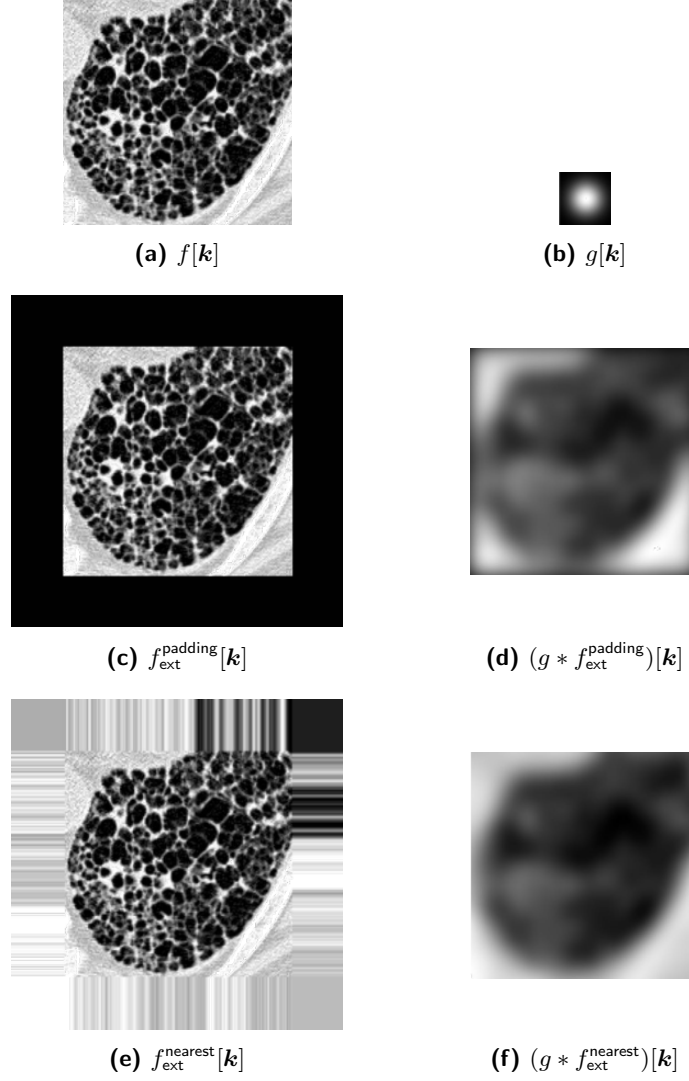 (a) f[k]
(b) g[k]
(c) f_ext^padding[k]
(d) (g * f_ext^padding)[k]
(e) f_ext^nearest[k]
(f) (g * f_ext^nearest)[k]